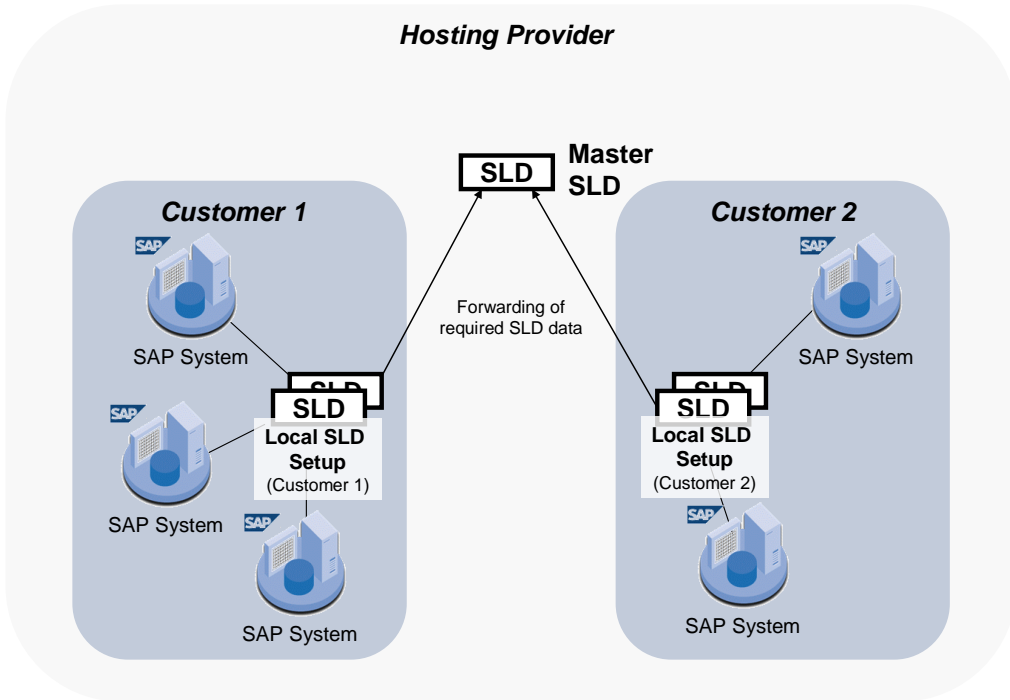 Hosting Provider
SLD
Master
SLD
Customer 1
SAP
SAP System
SAP
SAP System
SLD
SLD
Local SLD
Setup
(Customer 1)
SAP
SAP System
Forwarding of
required SLD data
Customer 2
SAP
SAP System
SLD
SLD
Local SLD
Setup
(Customer 2)
SAP
SAP System